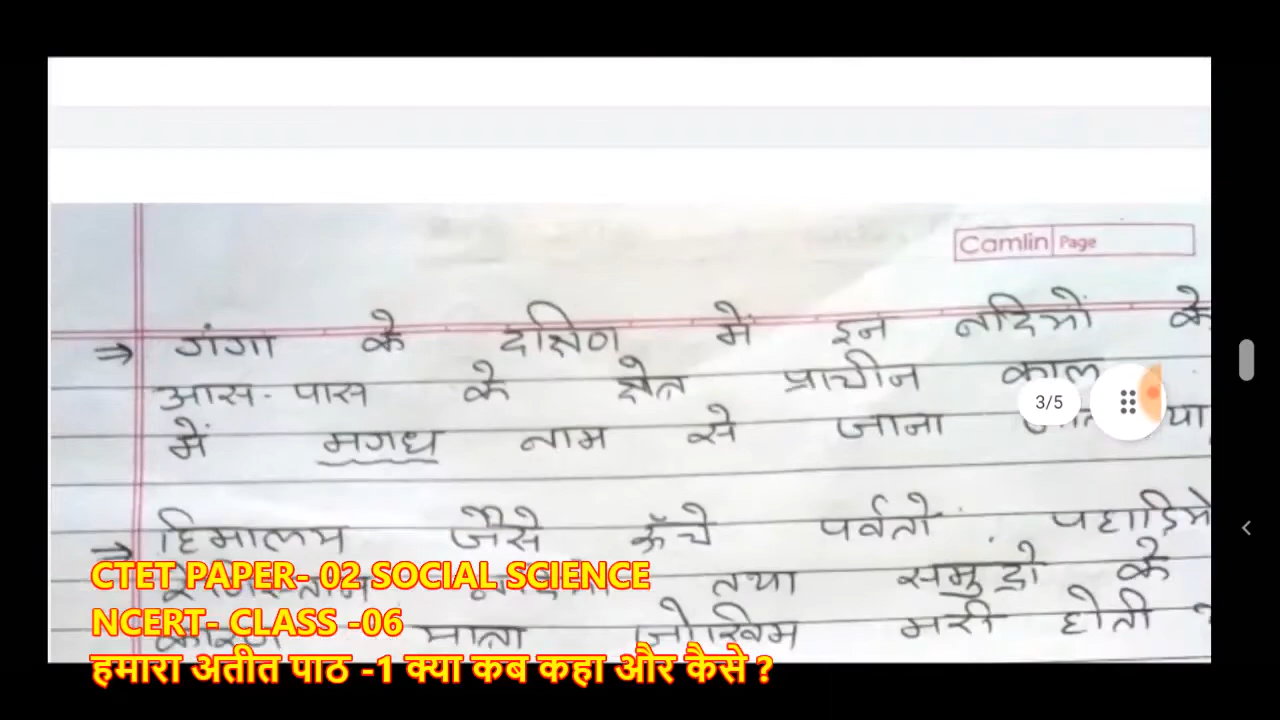 Camlin Page
→ गंगा के दक्षिण में इन नदियों के
आस-पास के क्षेत्र प्राचीन काल
में मगध नाम से जाना
3/5
→ हिमालय जैसे ऊँचे पर्वतो
तथा समुद्रो के
जोखिम भरी होती
CTET PAPER- 02 SOCIAL SCIENCE
NCERT- CLASS -06
हमारा अतीत पाठ -1 क्या कब कहा और कैसे ?